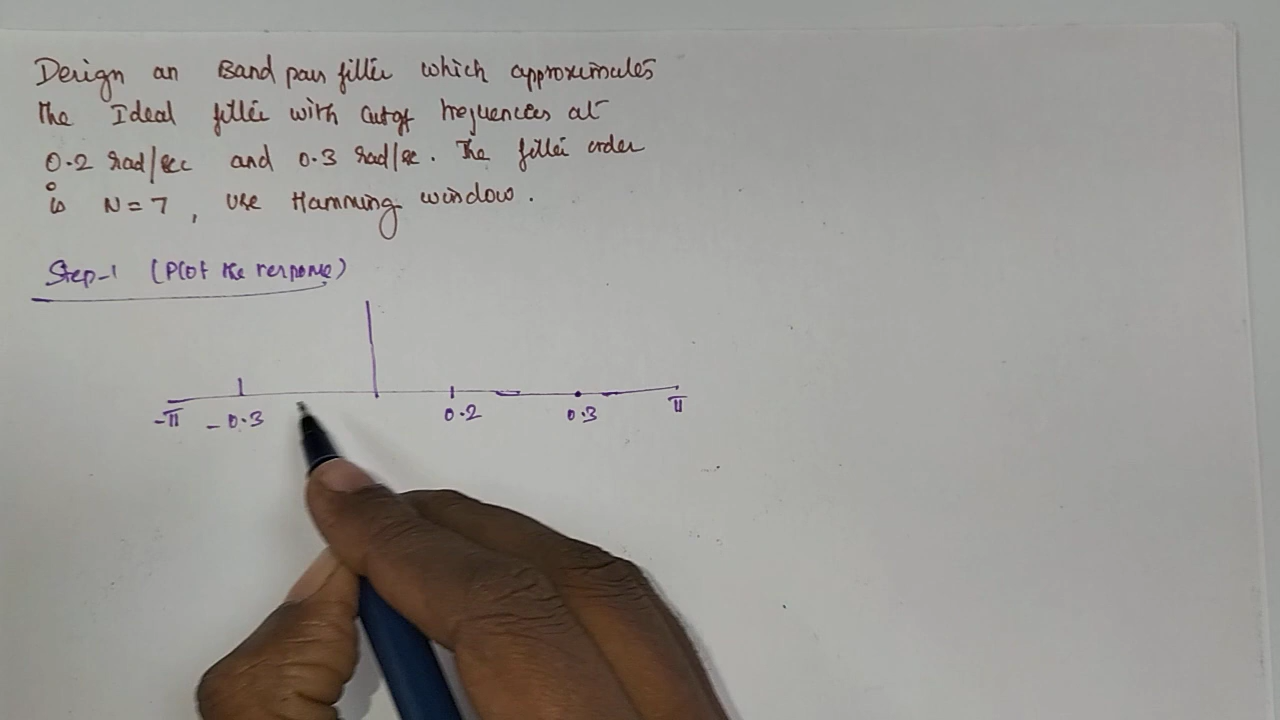 Design an Band pass filter which approximates
the Ideal filter with cutoff frequencies at
0.2 rad/sec and 0.3 rad/sec. The filter order
is N = 7, use Hamming window.
Step-1 (Plot the response)
-π -0.3 0.2 0.3 π